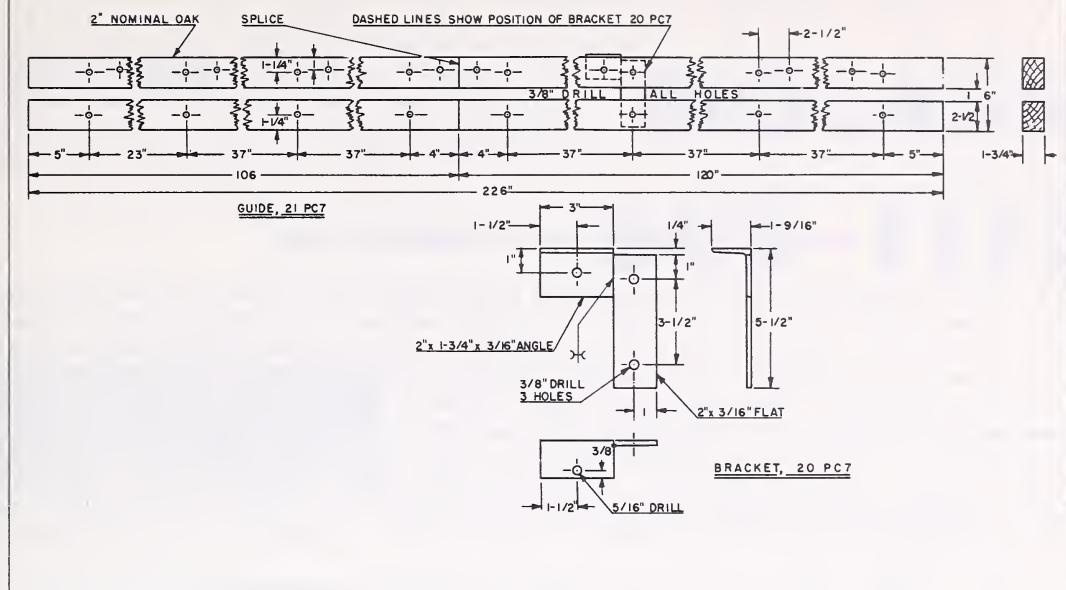 2" NOMINAL OAK
SPLICE
DASHED LINES SHOW POSITION OF BRACKET 20 PC7
2-1/2"
1-1/4"
3/8" DRILL ALL HOLES
1
6"
1-1/4"
2-1/2
5"
23"
37"
37"
4"
4"
37"
37"
37"
5"
1-3/4"
106
120"
226"
GUIDE, 21 PC7
3"
1-1/2"
1/4"
1-9/16"
1"
1"
3-1/2"
5-1/2"
2"x 1-3/4"x 3/16" ANGLE
3/8" DRILL
3 HOLES
1
2"x 3/16" FLAT
3/8
BRACKET, 20 PC7
1-1/2"
5/16" DRILL